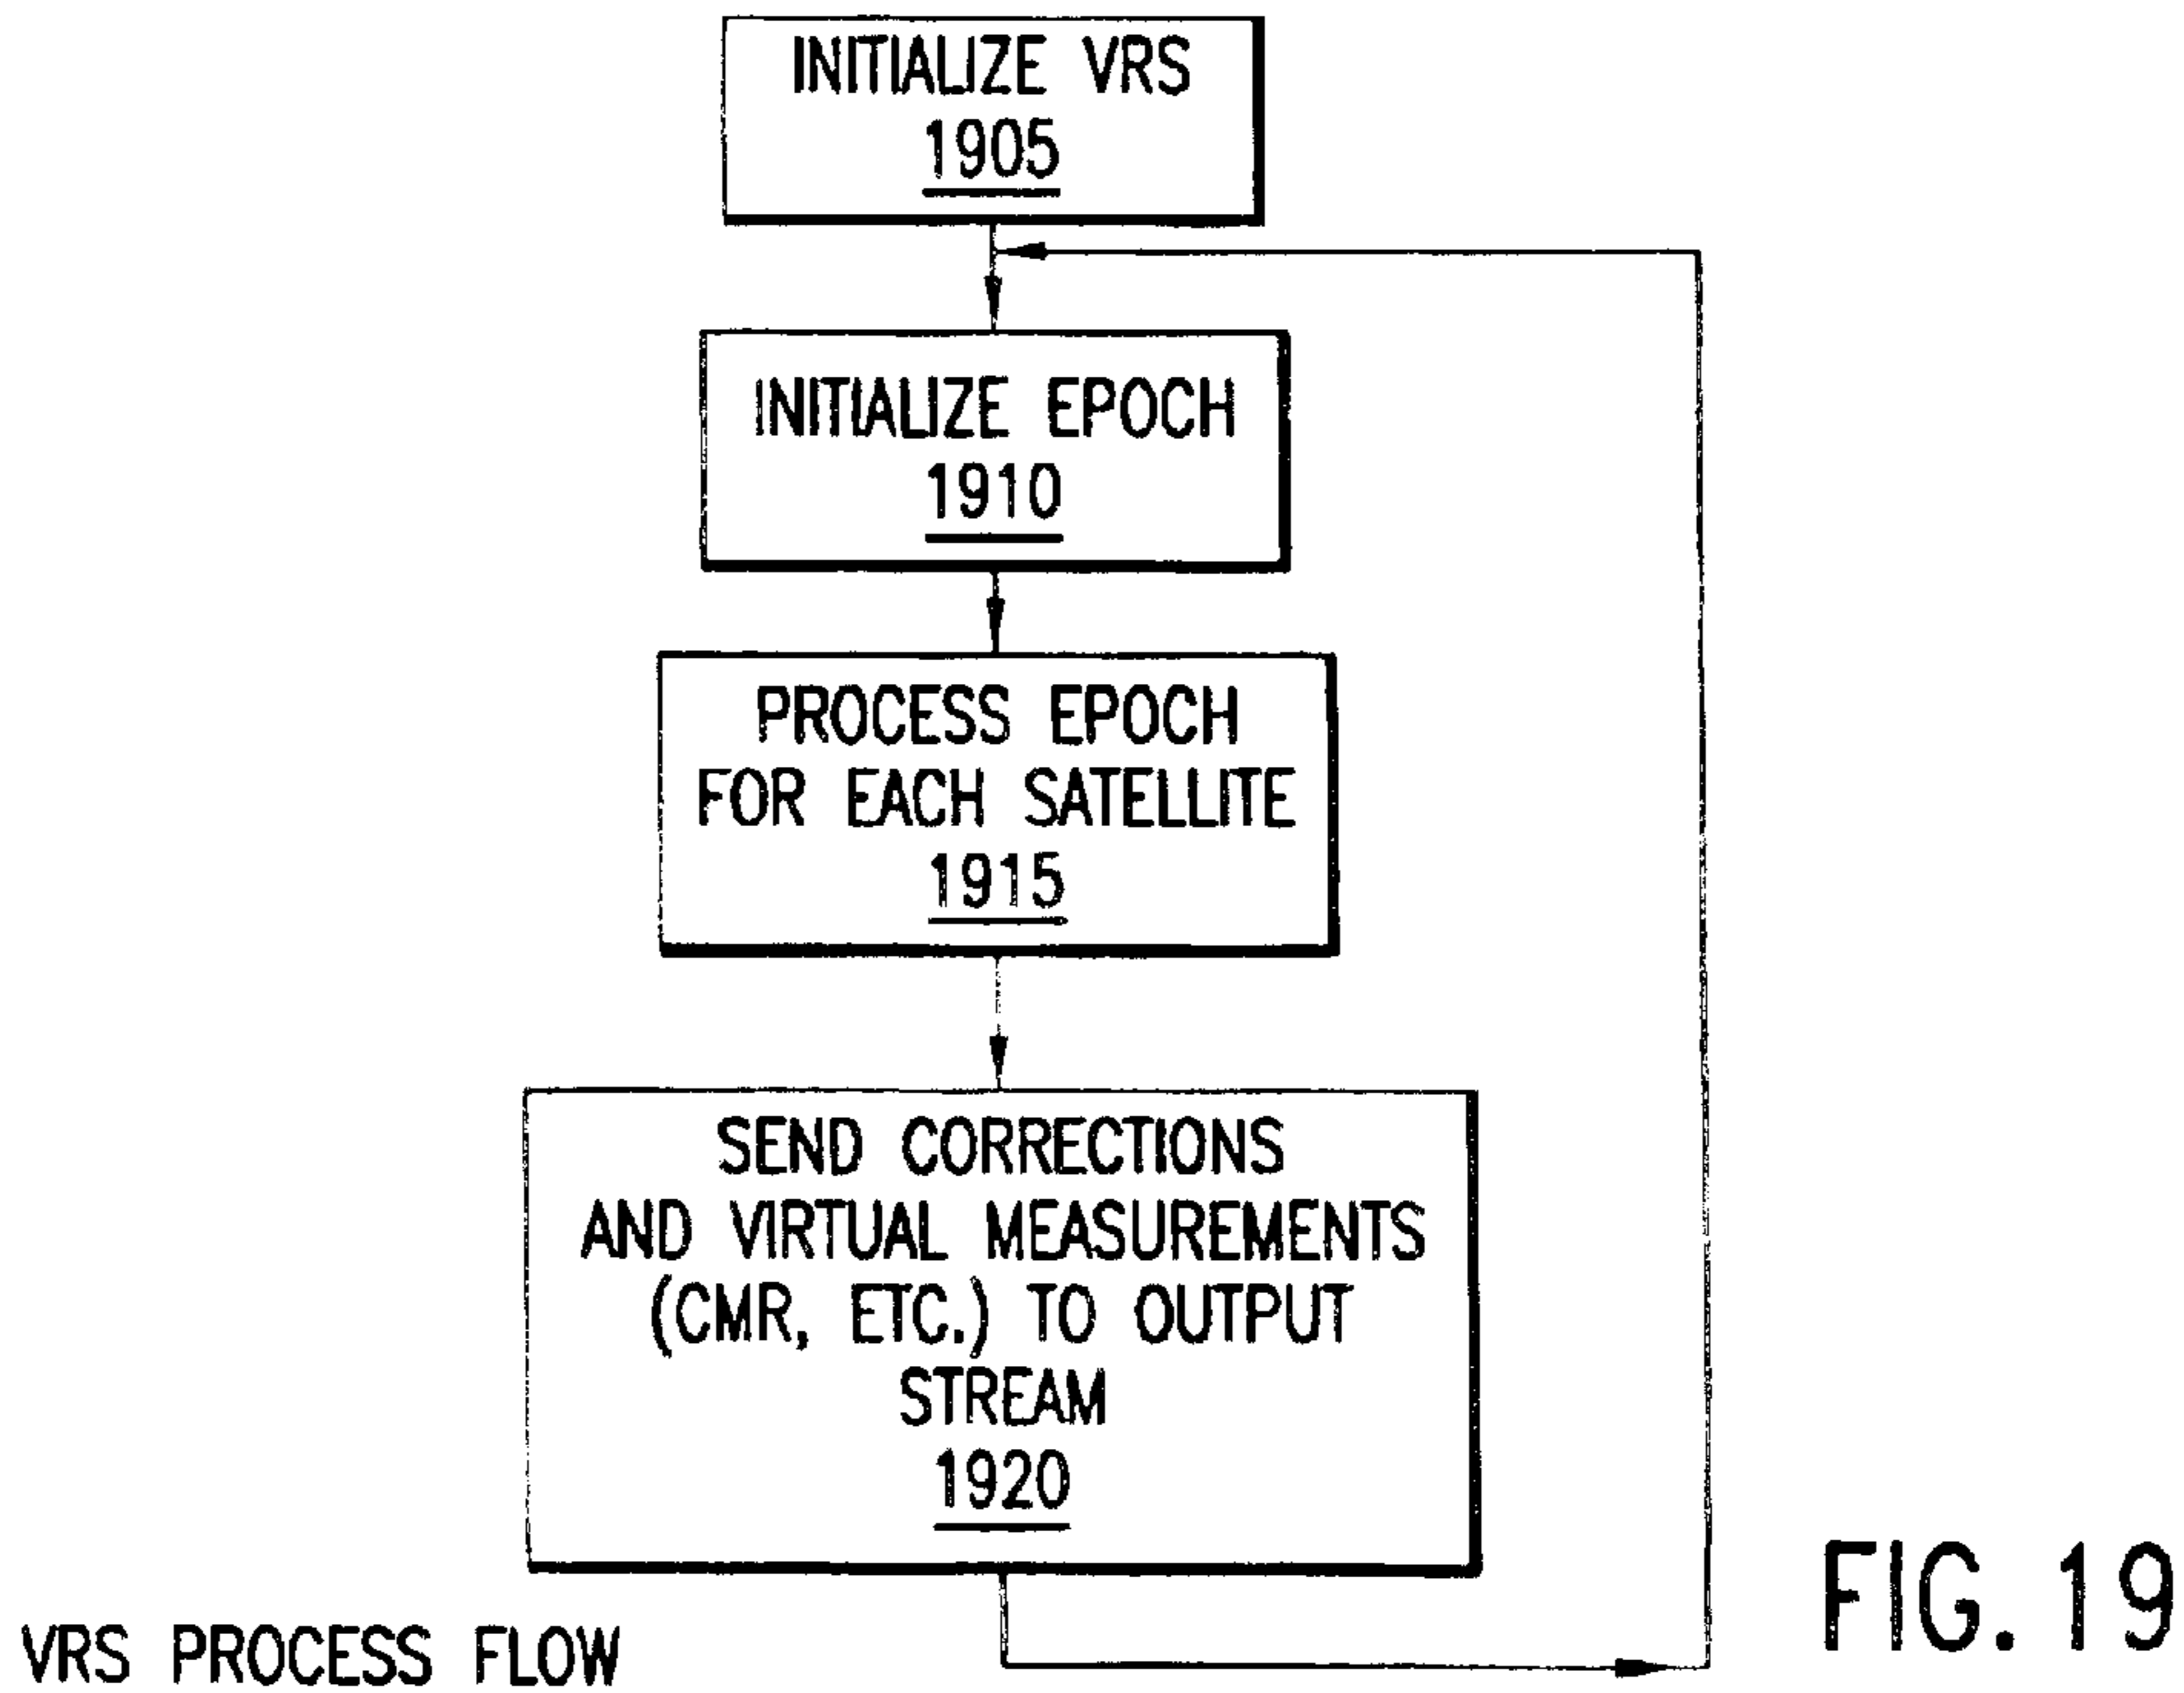 INITIALIZE VRS
1905
INITIALIZE EPOCH
1910
PROCESS EPOCH
FOR EACH SATELLITE
1915
SEND CORRECTIONS
AND VIRTUAL MEASUREMENTS
(CMR, ETC.) TO OUTPUT
STREAM
1920
VRS PROCESS FLOW
FIG. 19